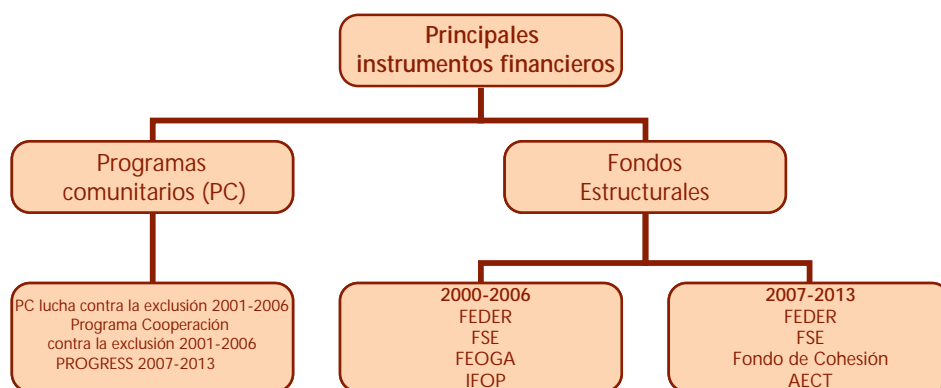 Principales
instrumentos financieros
Programas
comunitarios (PC)
Fondos
Estructurales
PC lucha contra la exclusión 2001-2006
Programa Cooperación
contra la exclusión 2001-2006
PROGRESS 2007-2013
2000-2006
FEDER
FSE
FEOGA
IFOP
2007-2013
FEDER
FSE
Fondo de Cohesión
AECT